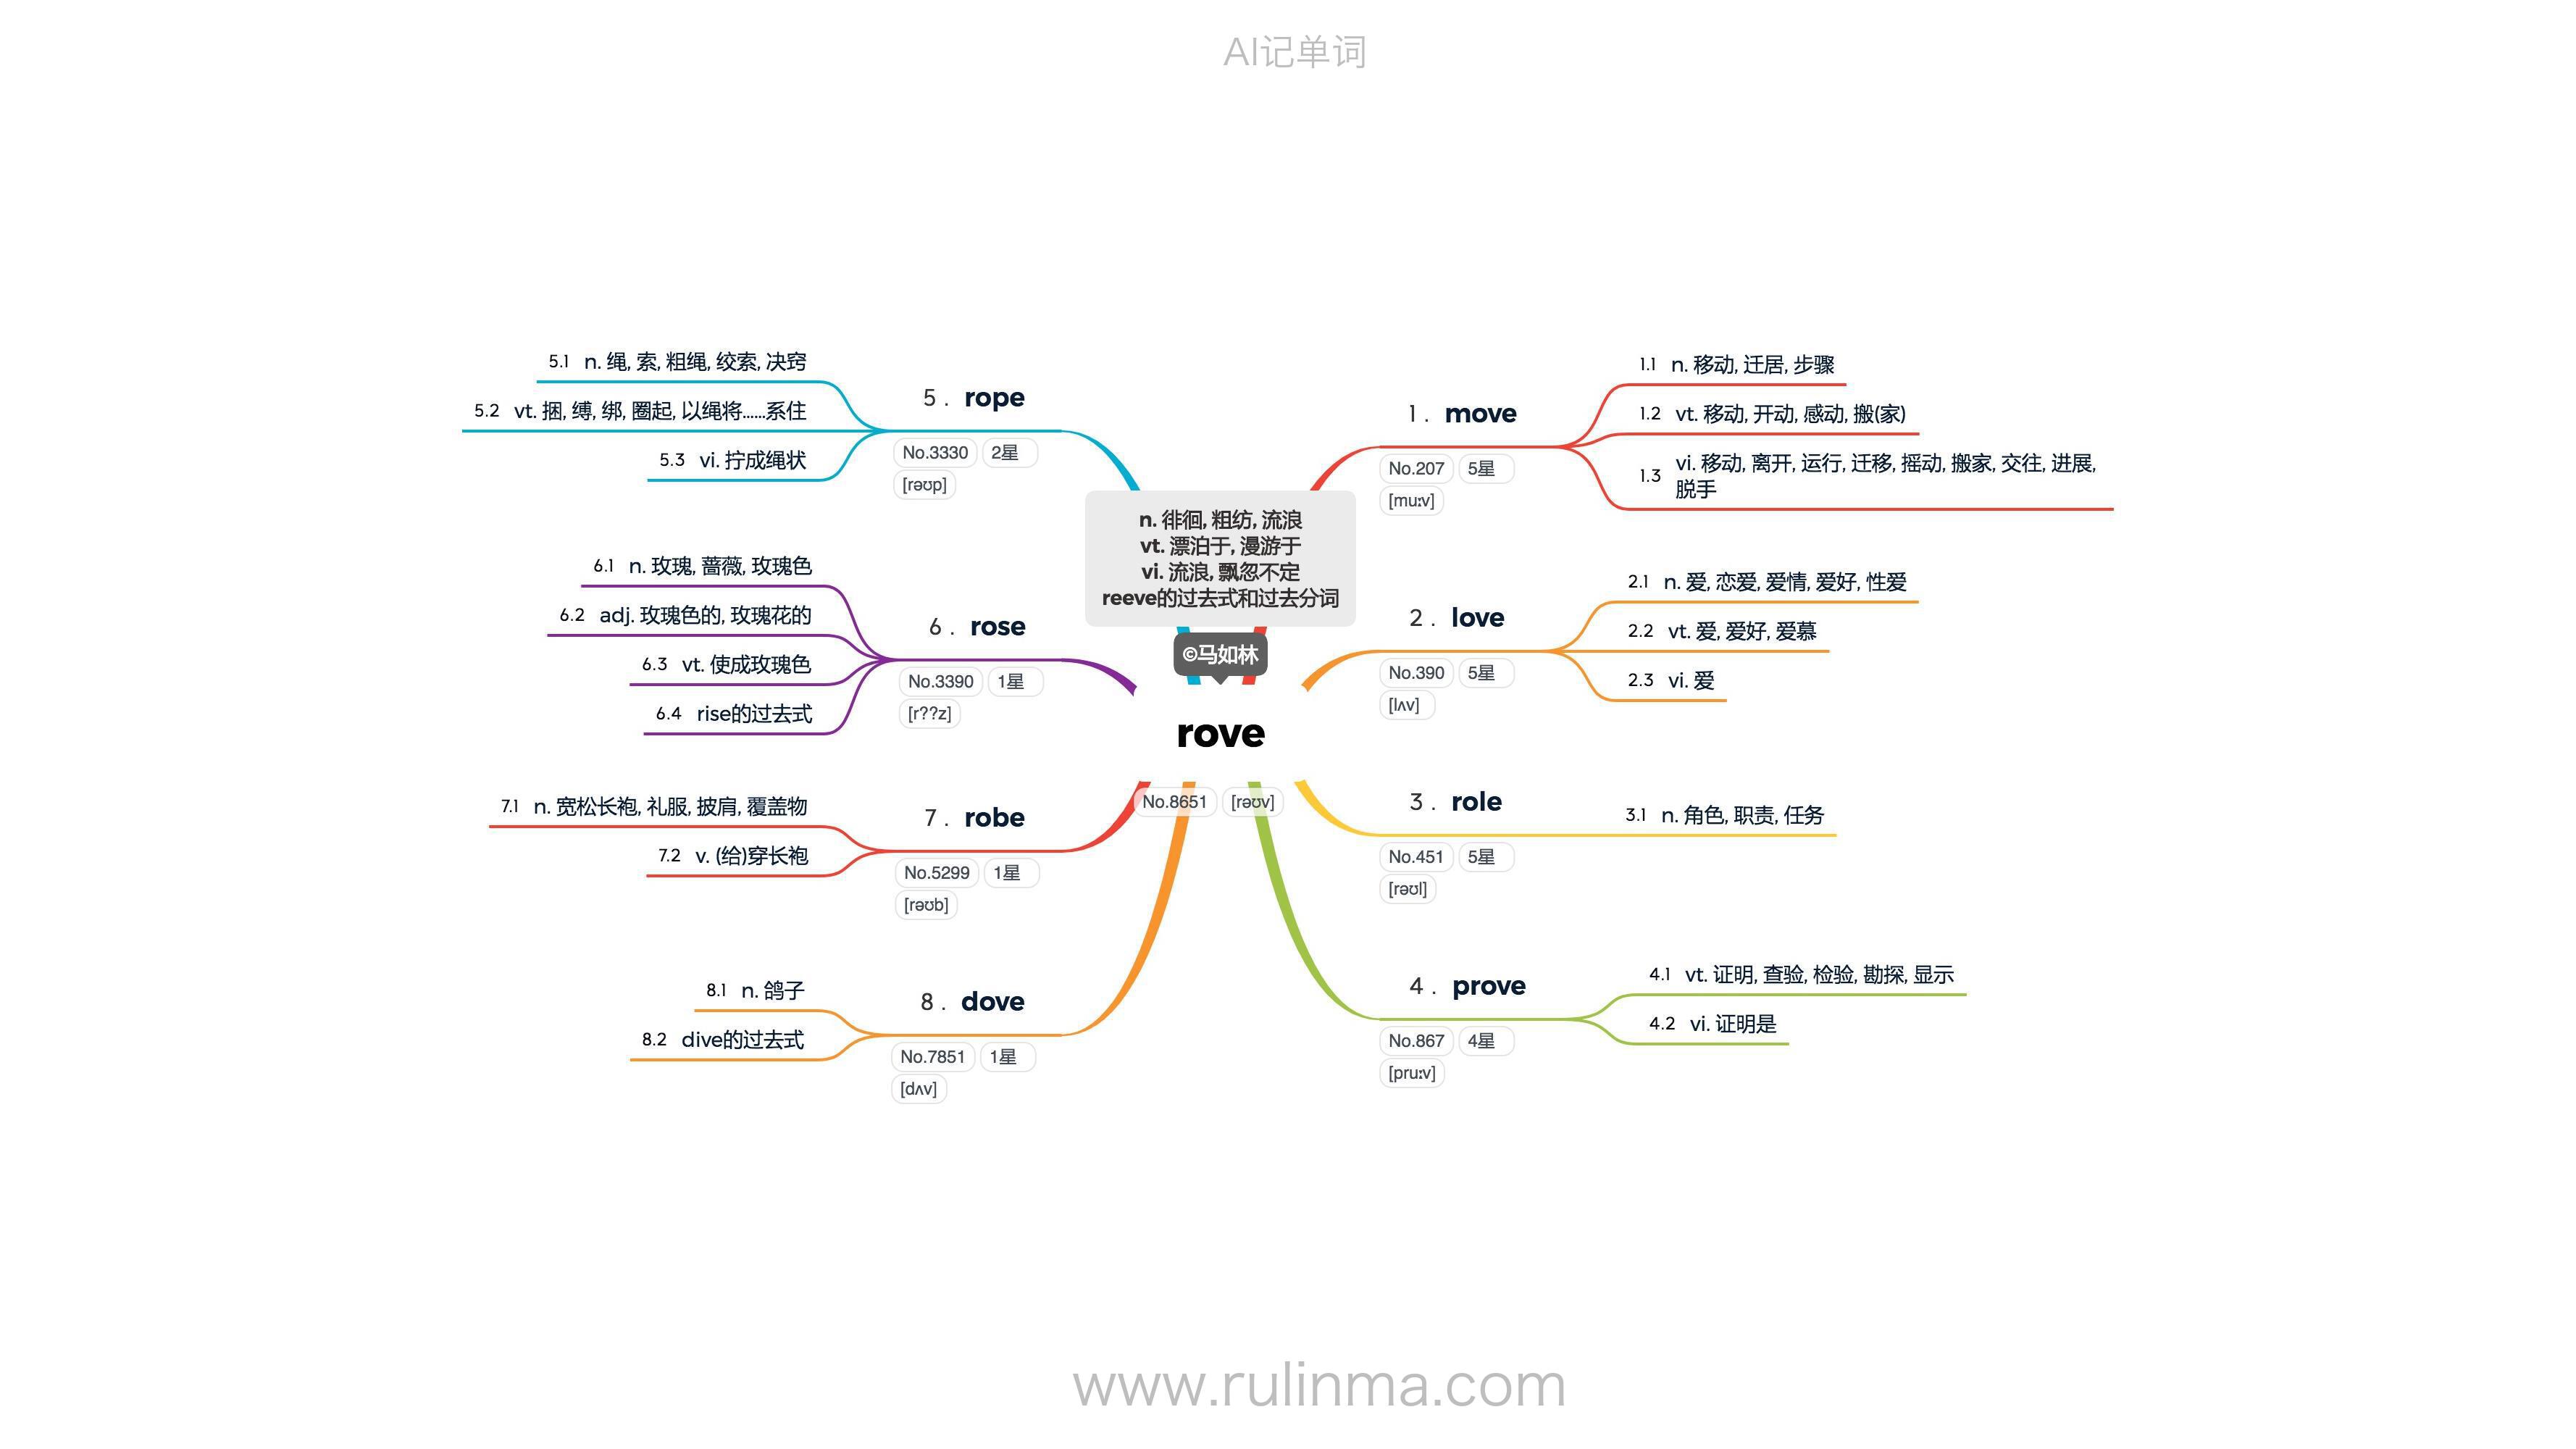 AI记单词
n. 徘徊, 粗纺, 流浪
vt. 漂泊于, 漫游于
vi. 流浪, 飘忽不定
reeve的过去式和过去分词
©马如林
rove
No.8651 [rəʊv]
1 . move
No.207 5星
[muːv]
1.1 n. 移动, 迁居, 步骤
1.2 vt. 移动, 开动, 感动, 搬(家)
1.3 vi. 移动, 离开, 运行, 迁移, 摇动, 搬家, 交往, 进展,
脱手
2 . love
No.390 5星
[lʌv]
2.1 n. 爱, 恋爱, 爱情, 爱好, 性爱
2.2 vt. 爱, 爱好, 爱慕
2.3 vi. 爱
3 . role
No.451 5星
[rəʊl]
3.1 n. 角色, 职责, 任务
4 . prove
No.867 4星
[pruːv]
4.1 vt. 证明, 查验, 检验, 勘探, 显示
4.2 vi. 证明是
5 . rope
No.3330 2星
[rəʊp]
5.1 n. 绳, 索, 粗绳, 绞索, 决窍
5.2 vt. 捆, 缚, 绑, 圈起, 以绳将......系住
5.3 vi. 拧成绳状
6 . rose
No.3390 1星
[r??z]
6.1 n. 玫瑰, 蔷薇, 玫瑰色
6.2 adj. 玫瑰色的, 玫瑰花的
6.3 vt. 使成玫瑰色
6.4 rise的过去式
7 . robe
No.5299 1星
[rəʊb]
7.1 n. 宽松长袍, 礼服, 披肩, 覆盖物
7.2 v. (给)穿长袍
8 . dove
No.7851 1星
[dʌv]
8.1 n. 鸽子
8.2 dive的过去式
www.rulinma.com